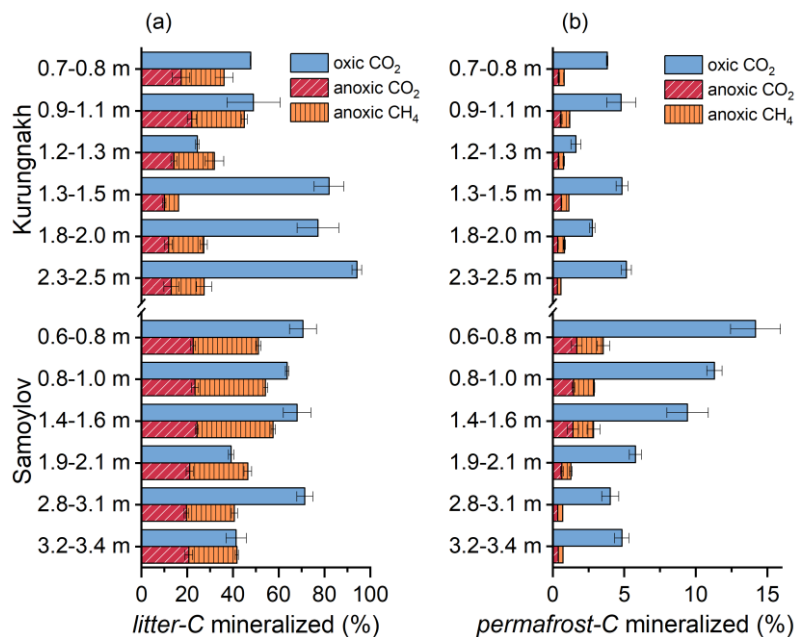 (a)
oxic CO₂
anoxic CO₂
anoxic CH₄
Kurungnakh
0.7-0.8 m
0.9-1.1 m
1.2-1.3 m
1.3-1.5 m
1.8-2.0 m
2.3-2.5 m
Samoylov
0.6-0.8 m
0.8-1.0 m
1.4-1.6 m
1.9-2.1 m
2.8-3.1 m
3.2-3.4 m
0 20 40 60 80 100
litter-C mineralized (%)
(b)
oxic CO₂
anoxic CO₂
anoxic CH₄
0.7-0.8 m
0.9-1.1 m
1.2-1.3 m
1.3-1.5 m
1.8-2.0 m
2.3-2.5 m
0.6-0.8 m
0.8-1.0 m
1.4-1.6 m
1.9-2.1 m
2.8-3.1 m
3.2-3.4 m
0 5 10 15
permafrost-C mineralized (%)